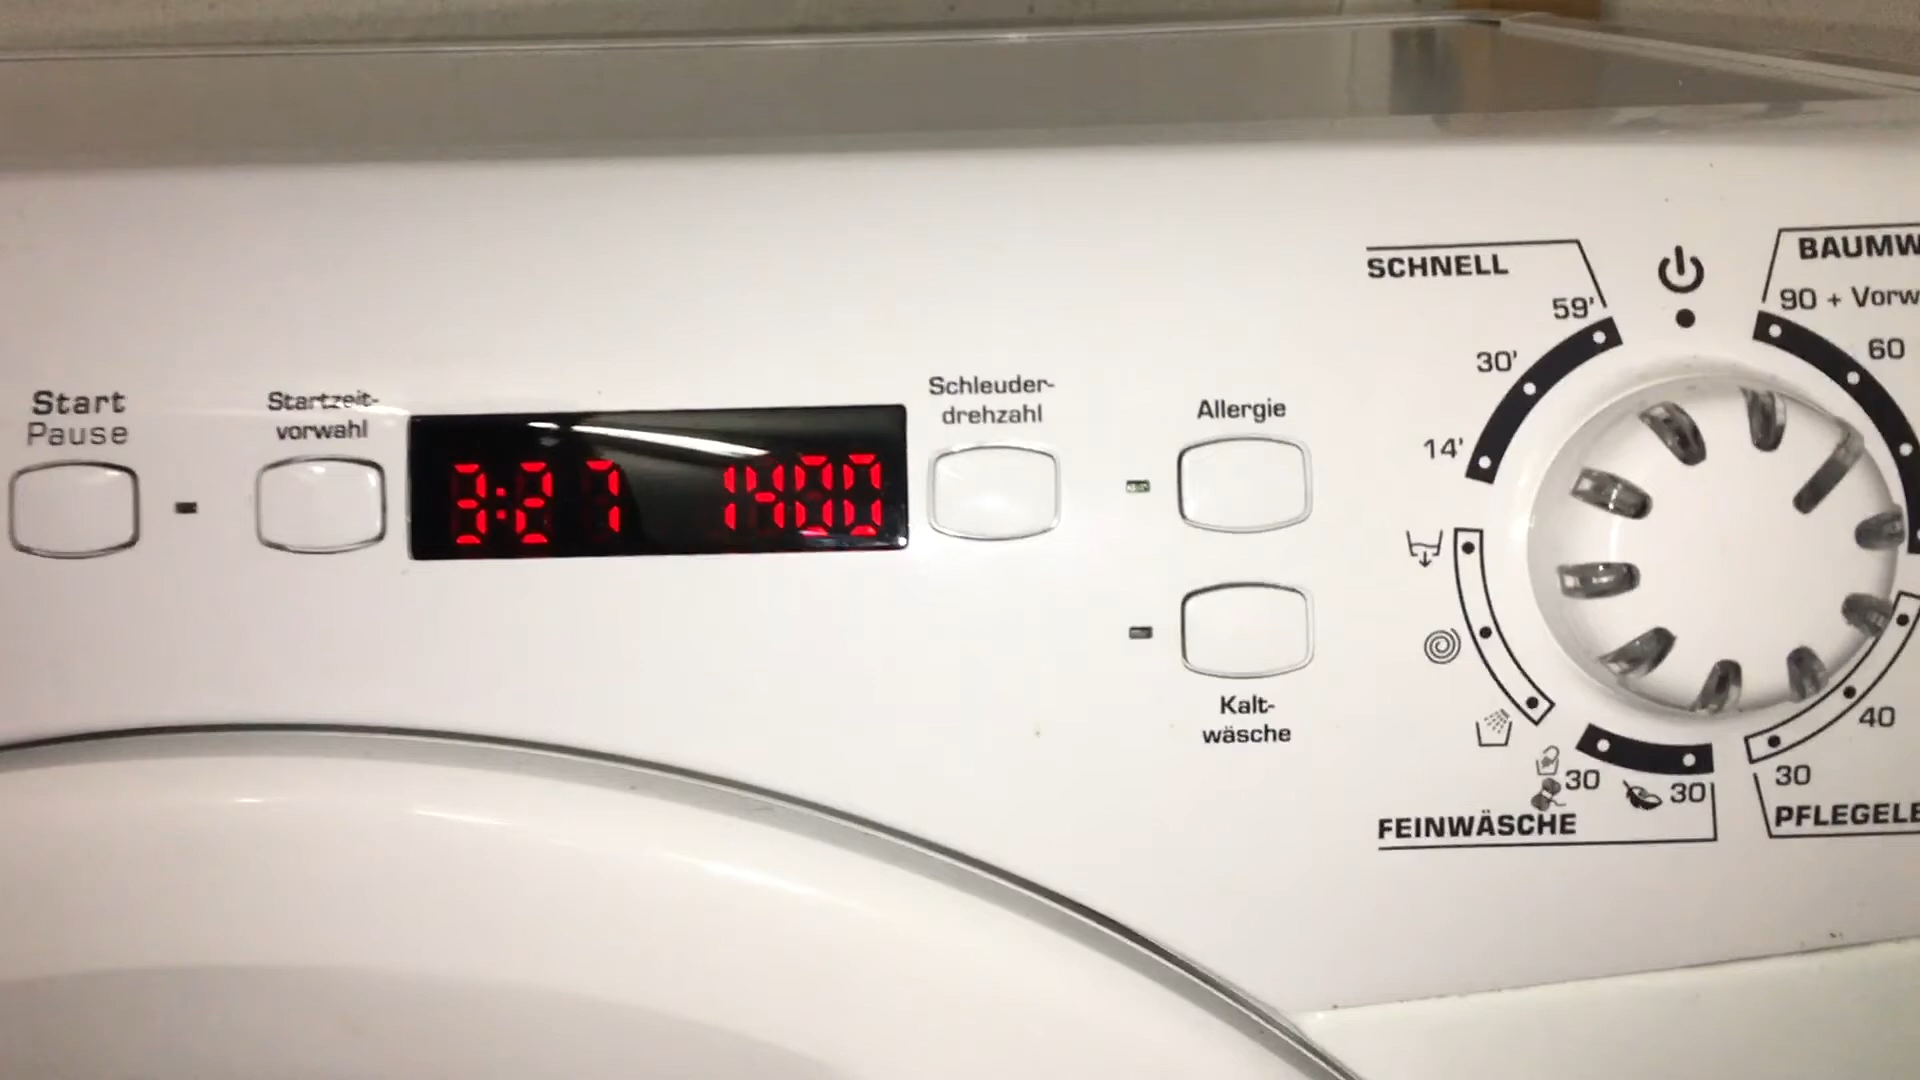 Start
Pause
Startzeit-
vorwahl
3:27 1400
Schleuder-
drehzahl
Allergie
Kalt-
wäsche
SCHNELL
59'
30'
14'
BAUMW
90 + Vorw
60
40
30
PFLEGELE
30
30
FEINWÄSCHE